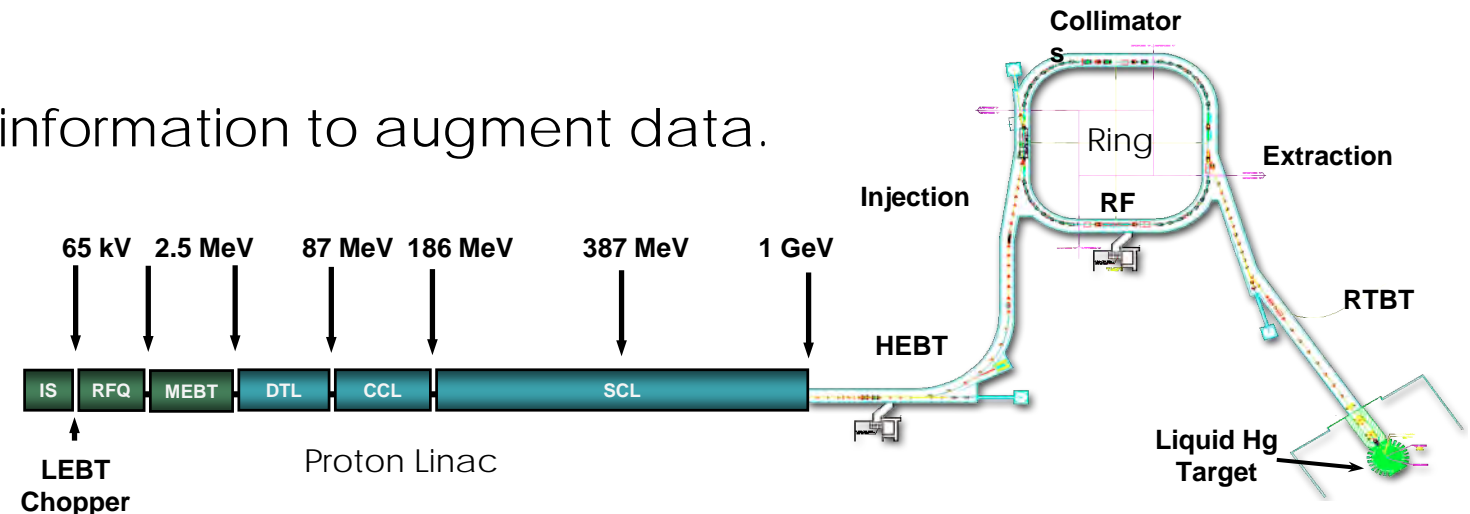 Collimator
s
information to augment data.
Ring
Extraction
Injection
RF
65 kV 2.5 MeV 87 MeV 186 MeV 387 MeV 1 GeV
RTBT
HEBT
IS RFQ MEBT DTL CCL SCL
Liquid Hg
Target
LEBT
Chopper
Proton Linac